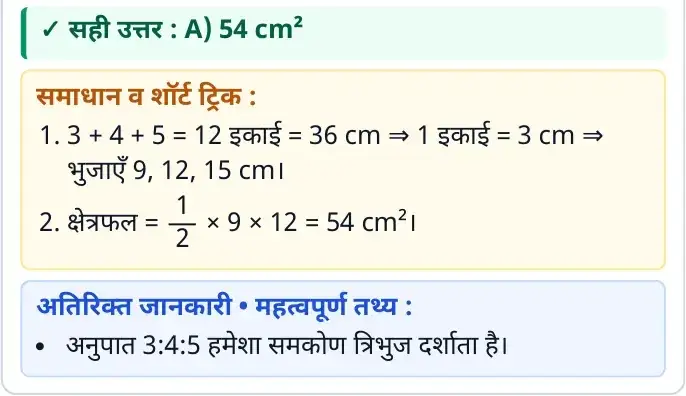 ✓ सही उत्तर : A) 54 cm²
समाधान व शॉर्ट ट्रिक :
1. 3 + 4 + 5 = 12 इकाई = 36 cm ⇒ 1 इकाई = 3 cm ⇒
भुजाएँ 9, 12, 15 cm।
2. क्षेत्रफल = 1/2 × 9 × 12 = 54 cm²।
अतिरिक्त जानकारी • महत्वपूर्ण तथ्य :
• अनुपात 3:4:5 हमेशा समकोण त्रिभुज दर्शाता है।